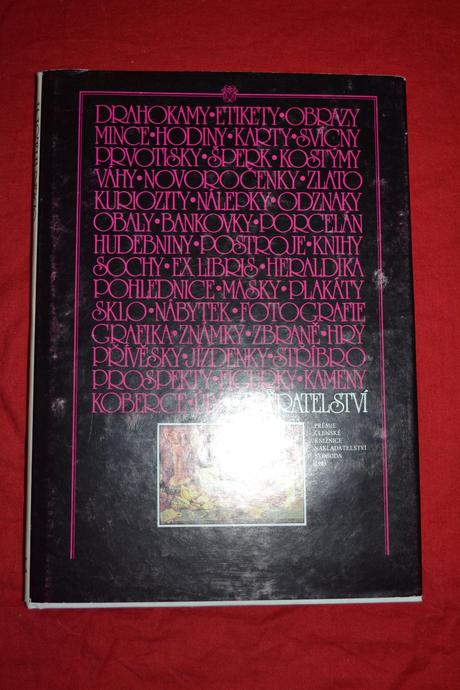 DRAHOKAMY•ETIKETY•OBRAZY
MINCE•HODINY•KARTY•SVÍCNY
PRVOTISKY•ŠPERK•KOSTÝMY
VÁHY•NOVOROČENKY•ZLATO
KURIOZITY•NÁLEPKY•ODZNAKY
OBALY•BANKOVKY•PORCELÁN
HUDEBNINY•POSTROJE•KNIHY
SOCHY•EX LIBRIS•HERALDIKA
POHLEDNICE•MASKY•PLAKÁTY
SKLO•NÁBYTEK•FOTOGRAFIE
GRAFIKA•ZNÁMKY•ZBRANĚ•HRY
PŘÍVĚSKY•JÍZDENKY•STŘÍBRO
PROSPEKTY•FIGURKY•KAMENY
KOBERCE
PRÉMIE
ČLENSKÉ
KNIŽNICE
NAKLADATELSTVÍ
SVOBODA